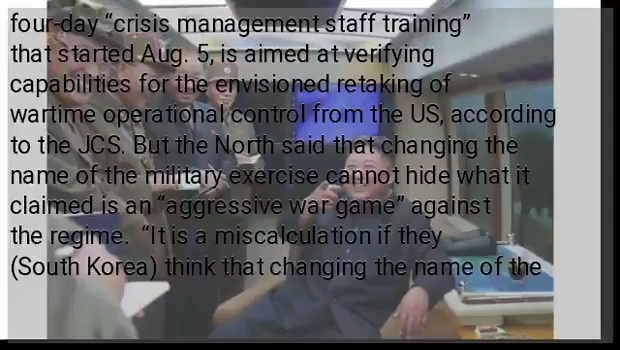 four-day “crisis management staff training”
that started Aug. 5, is aimed at verifying
capabilities for the envisioned retaking of
wartime operational control from the US, according
to the JCS. But the North said that changing the
name of the military exercise cannot hide what it
claimed is an “aggressive war game” against
the regime.  “It is a miscalculation if they
(South Korea) think that changing the name of the